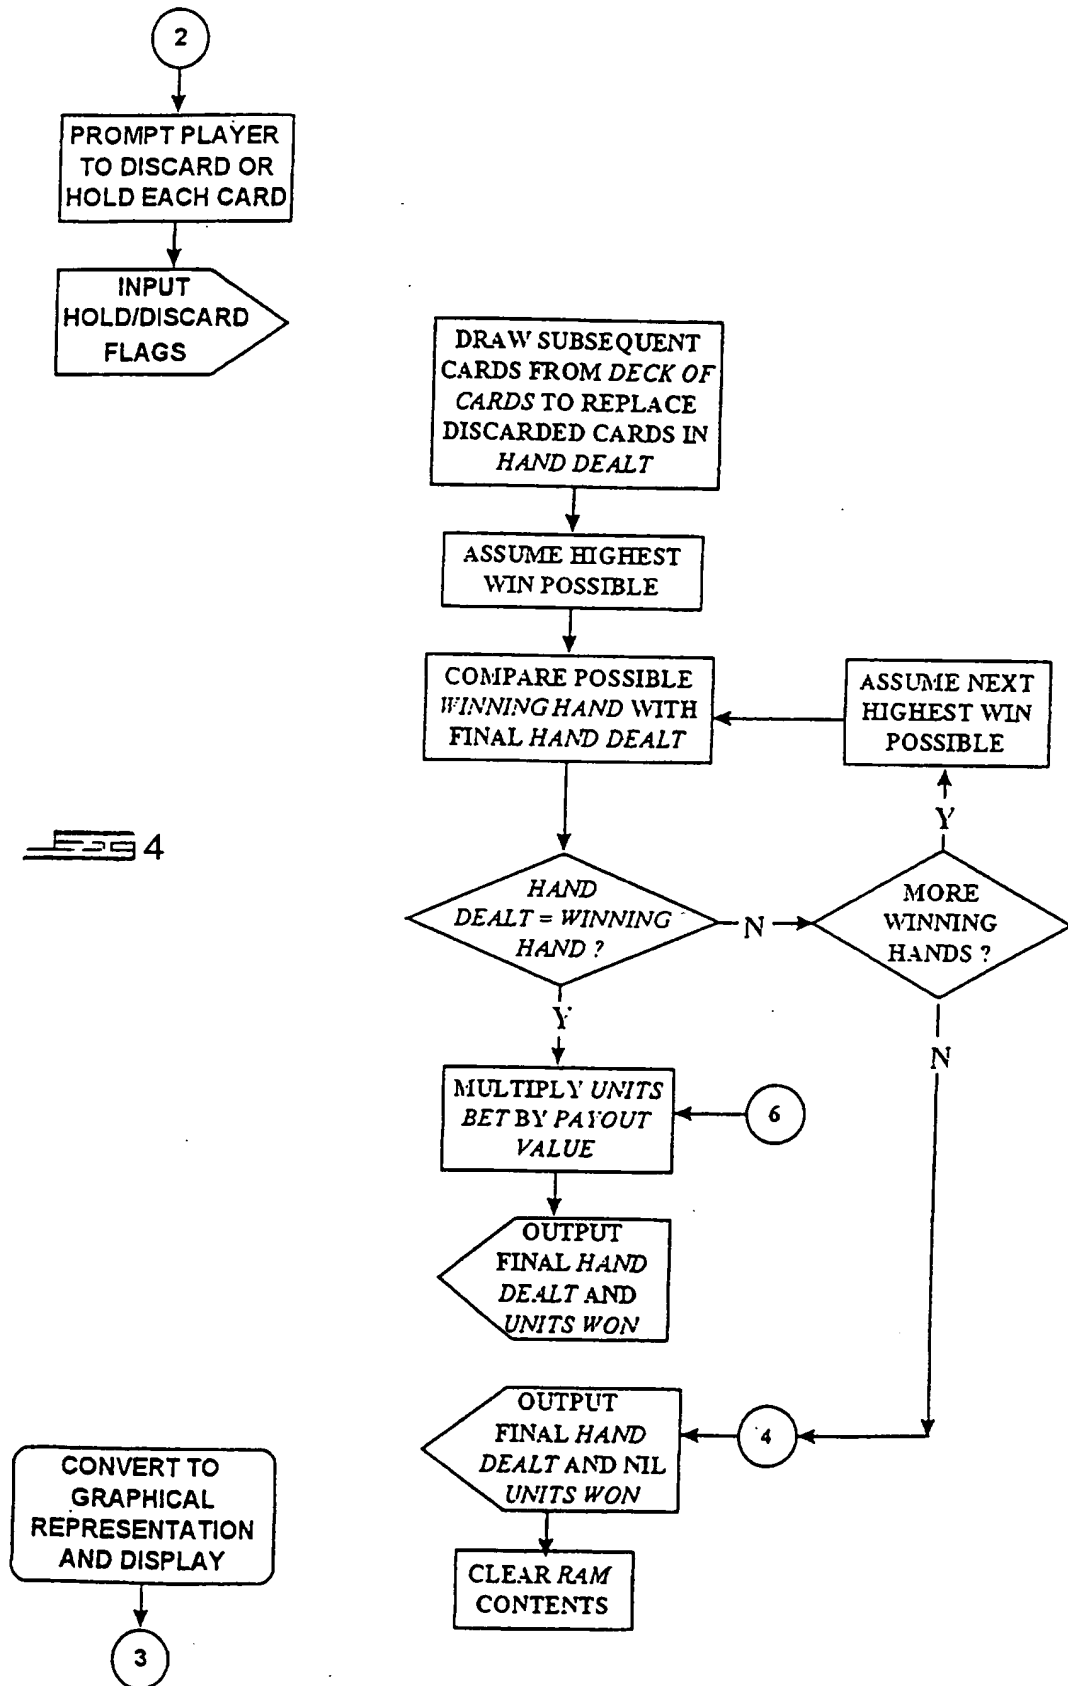 2
PROMPT PLAYER
TO DISCARD OR
HOLD EACH CARD
INPUT
HOLD/DISCARD
FLAGS
DRAW SUBSEQUENT
CARDS FROM DECK OF
CARDS TO REPLACE
DISCARDED CARDS IN
HAND DEALT
ASSUME HIGHEST
WIN POSSIBLE
COMPARE POSSIBLE
WINNING HAND WITH
FINAL HAND DEALT
ASSUME NEXT
HIGHEST WIN
POSSIBLE
Y
4
HAND
DEALT = WINNING
HAND ?
N
MORE
WINNING
HANDS ?
Y
N
MULTIPLY UNITS
BET BY PAYOUT
VALUE
6
OUTPUT
FINAL HAND
DEALT AND
UNITS WON
OUTPUT
FINAL HAND
DEALT AND NIL
UNITS WON
4
CONVERT TO
GRAPHICAL
REPRESENTATION
AND DISPLAY
CLEAR RAM
CONTENTS
3